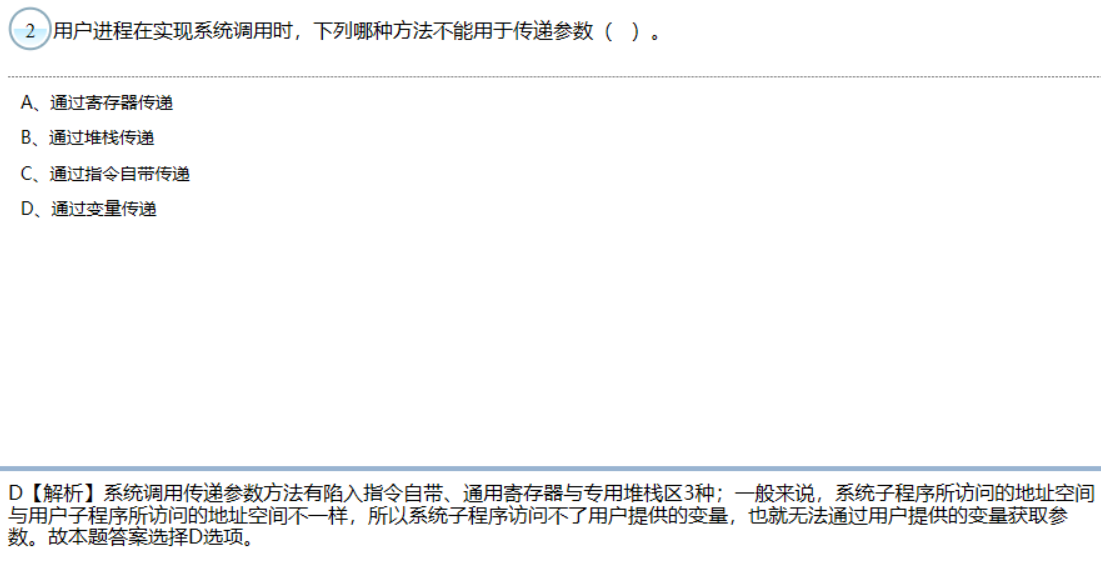 2 用户进程在实现系统调用时，下列哪种方法不能用于传递参数（ ）。
A、通过寄存器传递
B、通过堆栈传递
C、通过指令自带传递
D、通过变量传递
D【解析】系统调用传递参数方法有陷入指令自带、通用寄存器与专用堆栈区3种；一般来说，系统子程序所访问的地址空间
与用户子程序所访问的地址空间不一样，所以系统子程序访问不了用户提供的变量，也就无法通过用户提供的变量获取参
数。故本题答案选择D选项。